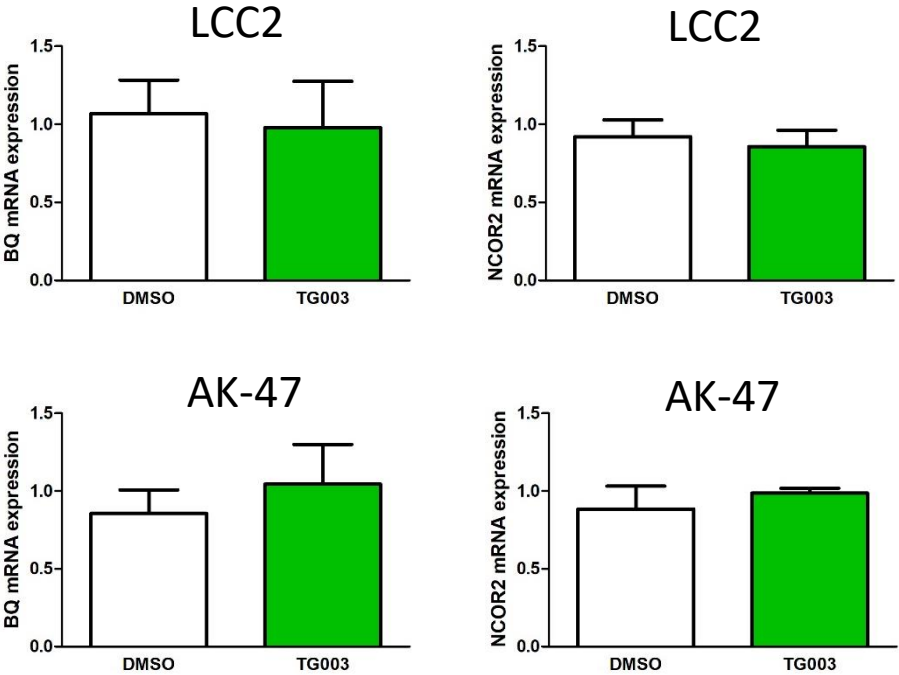 LCC2
BQ mRNA expression
1.5
1.0
0.5
0.0
DMSO TG003
LCC2
NCOR2 mRNA expression
1.5
1.0
0.5
0.0
DMSO TG003
AK-47
BQ mRNA expression
1.5
1.0
0.5
0.0
DMSO TG003
AK-47
NCOR2 mRNA expression
1.5
1.0
0.5
0.0
DMSO TG003